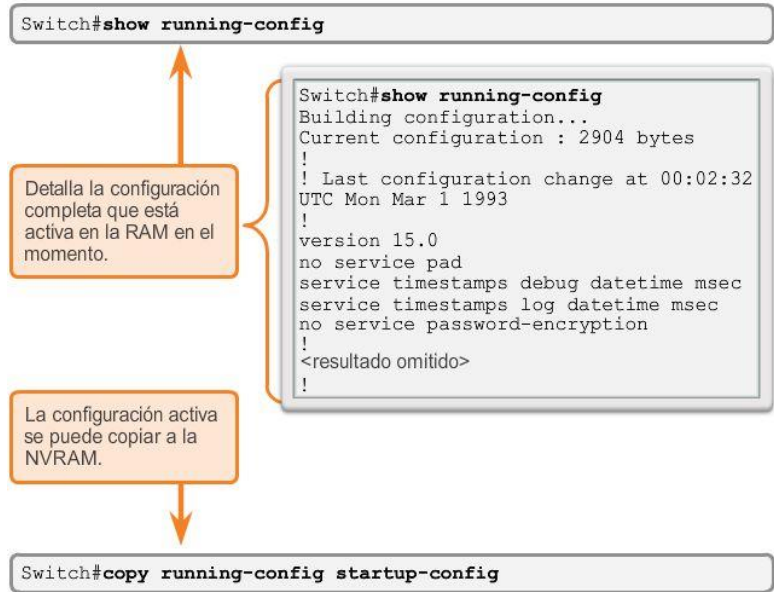 Switch#show running-config
Switch#show running-config
Building configuration...
Current configuration : 2904 bytes
!
! Last configuration change at 00:02:32
UTC Mon Mar 1 1993
!
version 15.0
no service pad
service timestamps debug datetime msec
service timestamps log datetime msec
no service password-encryption
!
<resultado omitido>
!
Detalla la configuración
completa que está
activa en la RAM en el
momento.
La configuración activa
se puede copiar a la
NVRAM.
Switch#copy running-config startup-config